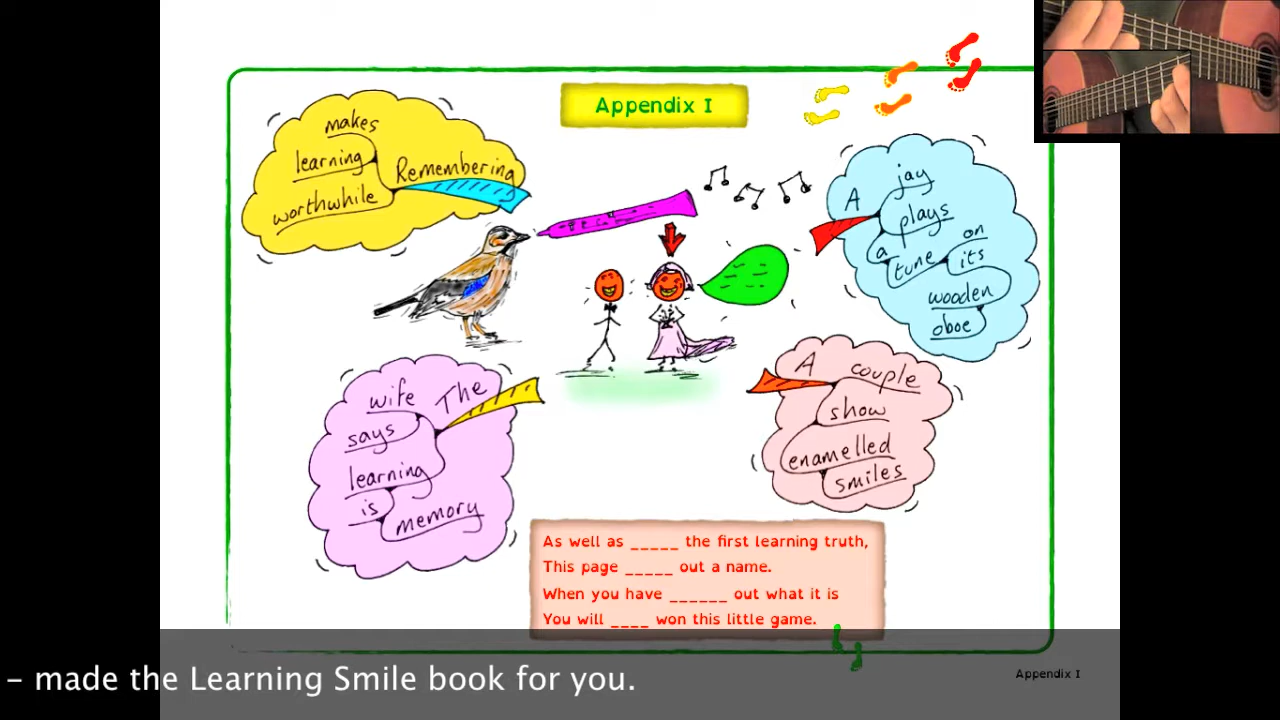 Appendix I
makes
learning
Remembering
worthwhile
A
jay
plays
a
tune
on
its
wooden
oboe
wife
The
says
learning
is
memory
A couple
show
enamelled
smiles
As well as _____ the first learning truth,
This page _____ out a name.
When you have ______ out what it is
You will ____ won this little game.
– made the Learning Smile book for you.
Appendix I